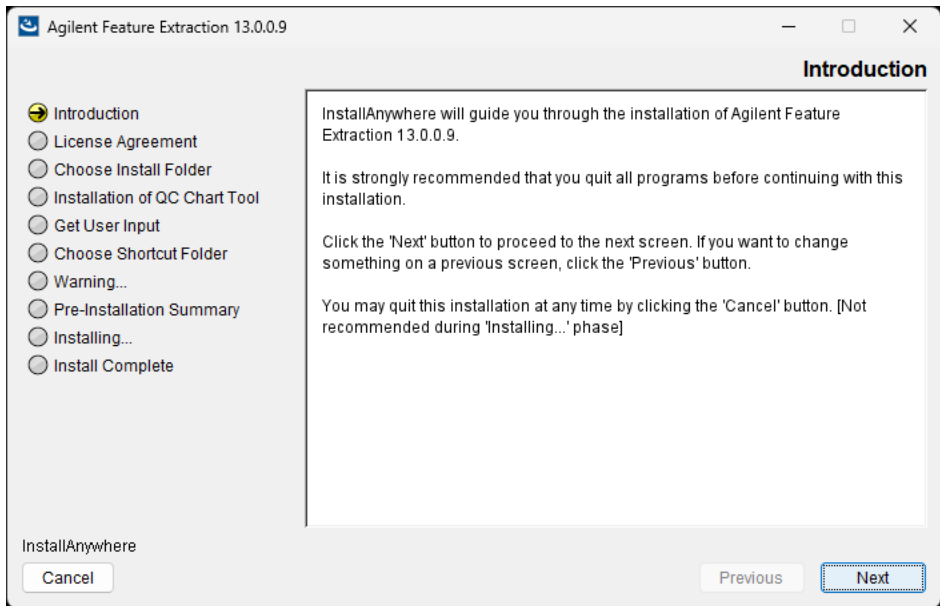 Agilent Feature Extraction 13.0.0.9
Introduction
Introduction
License Agreement
Choose Install Folder
Installation of QC Chart Tool
Get User Input
Choose Shortcut Folder
Warning...
Pre-Installation Summary
Installing...
Install Complete
InstallAnywhere will guide you through the installation of Agilent Feature
Extraction 13.0.0.9.
It is strongly recommended that you quit all programs before continuing with this
installation.
Click the 'Next' button to proceed to the next screen. If you want to change
something on a previous screen, click the 'Previous' button.
You may quit this installation at any time by clicking the 'Cancel' button. [Not
recommended during 'Installing...' phase]
InstallAnywhere
Cancel
Previous
Next